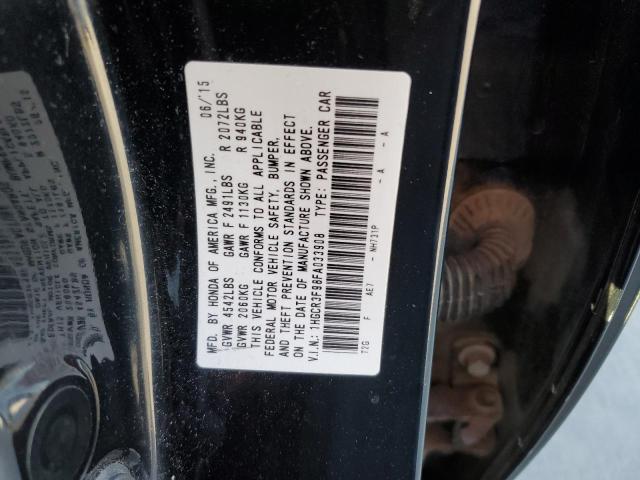 MFD. BY HONDA OF AMERICA MFG., INC. 06/'15
GVWR 4542LBS GAWR F 2491LBS R 2072LBS
GVWR 2060KG GAWR F 1130KG R 940KG
THIS VEHICLE CONFORMS TO ALL APPLICABLE
FEDERAL MOTOR VEHICLE SAFETY, BUMPER,
AND THEFT PREVENTION STANDARDS IN EFFECT
ON THE DATE OF MANUFACTURE SHOWN ABOVE.
V.I.N.: 1HGCR3F98FA033908 TYPE: PASSENGER CAR
T2G F AE7 - NH731P - A - A